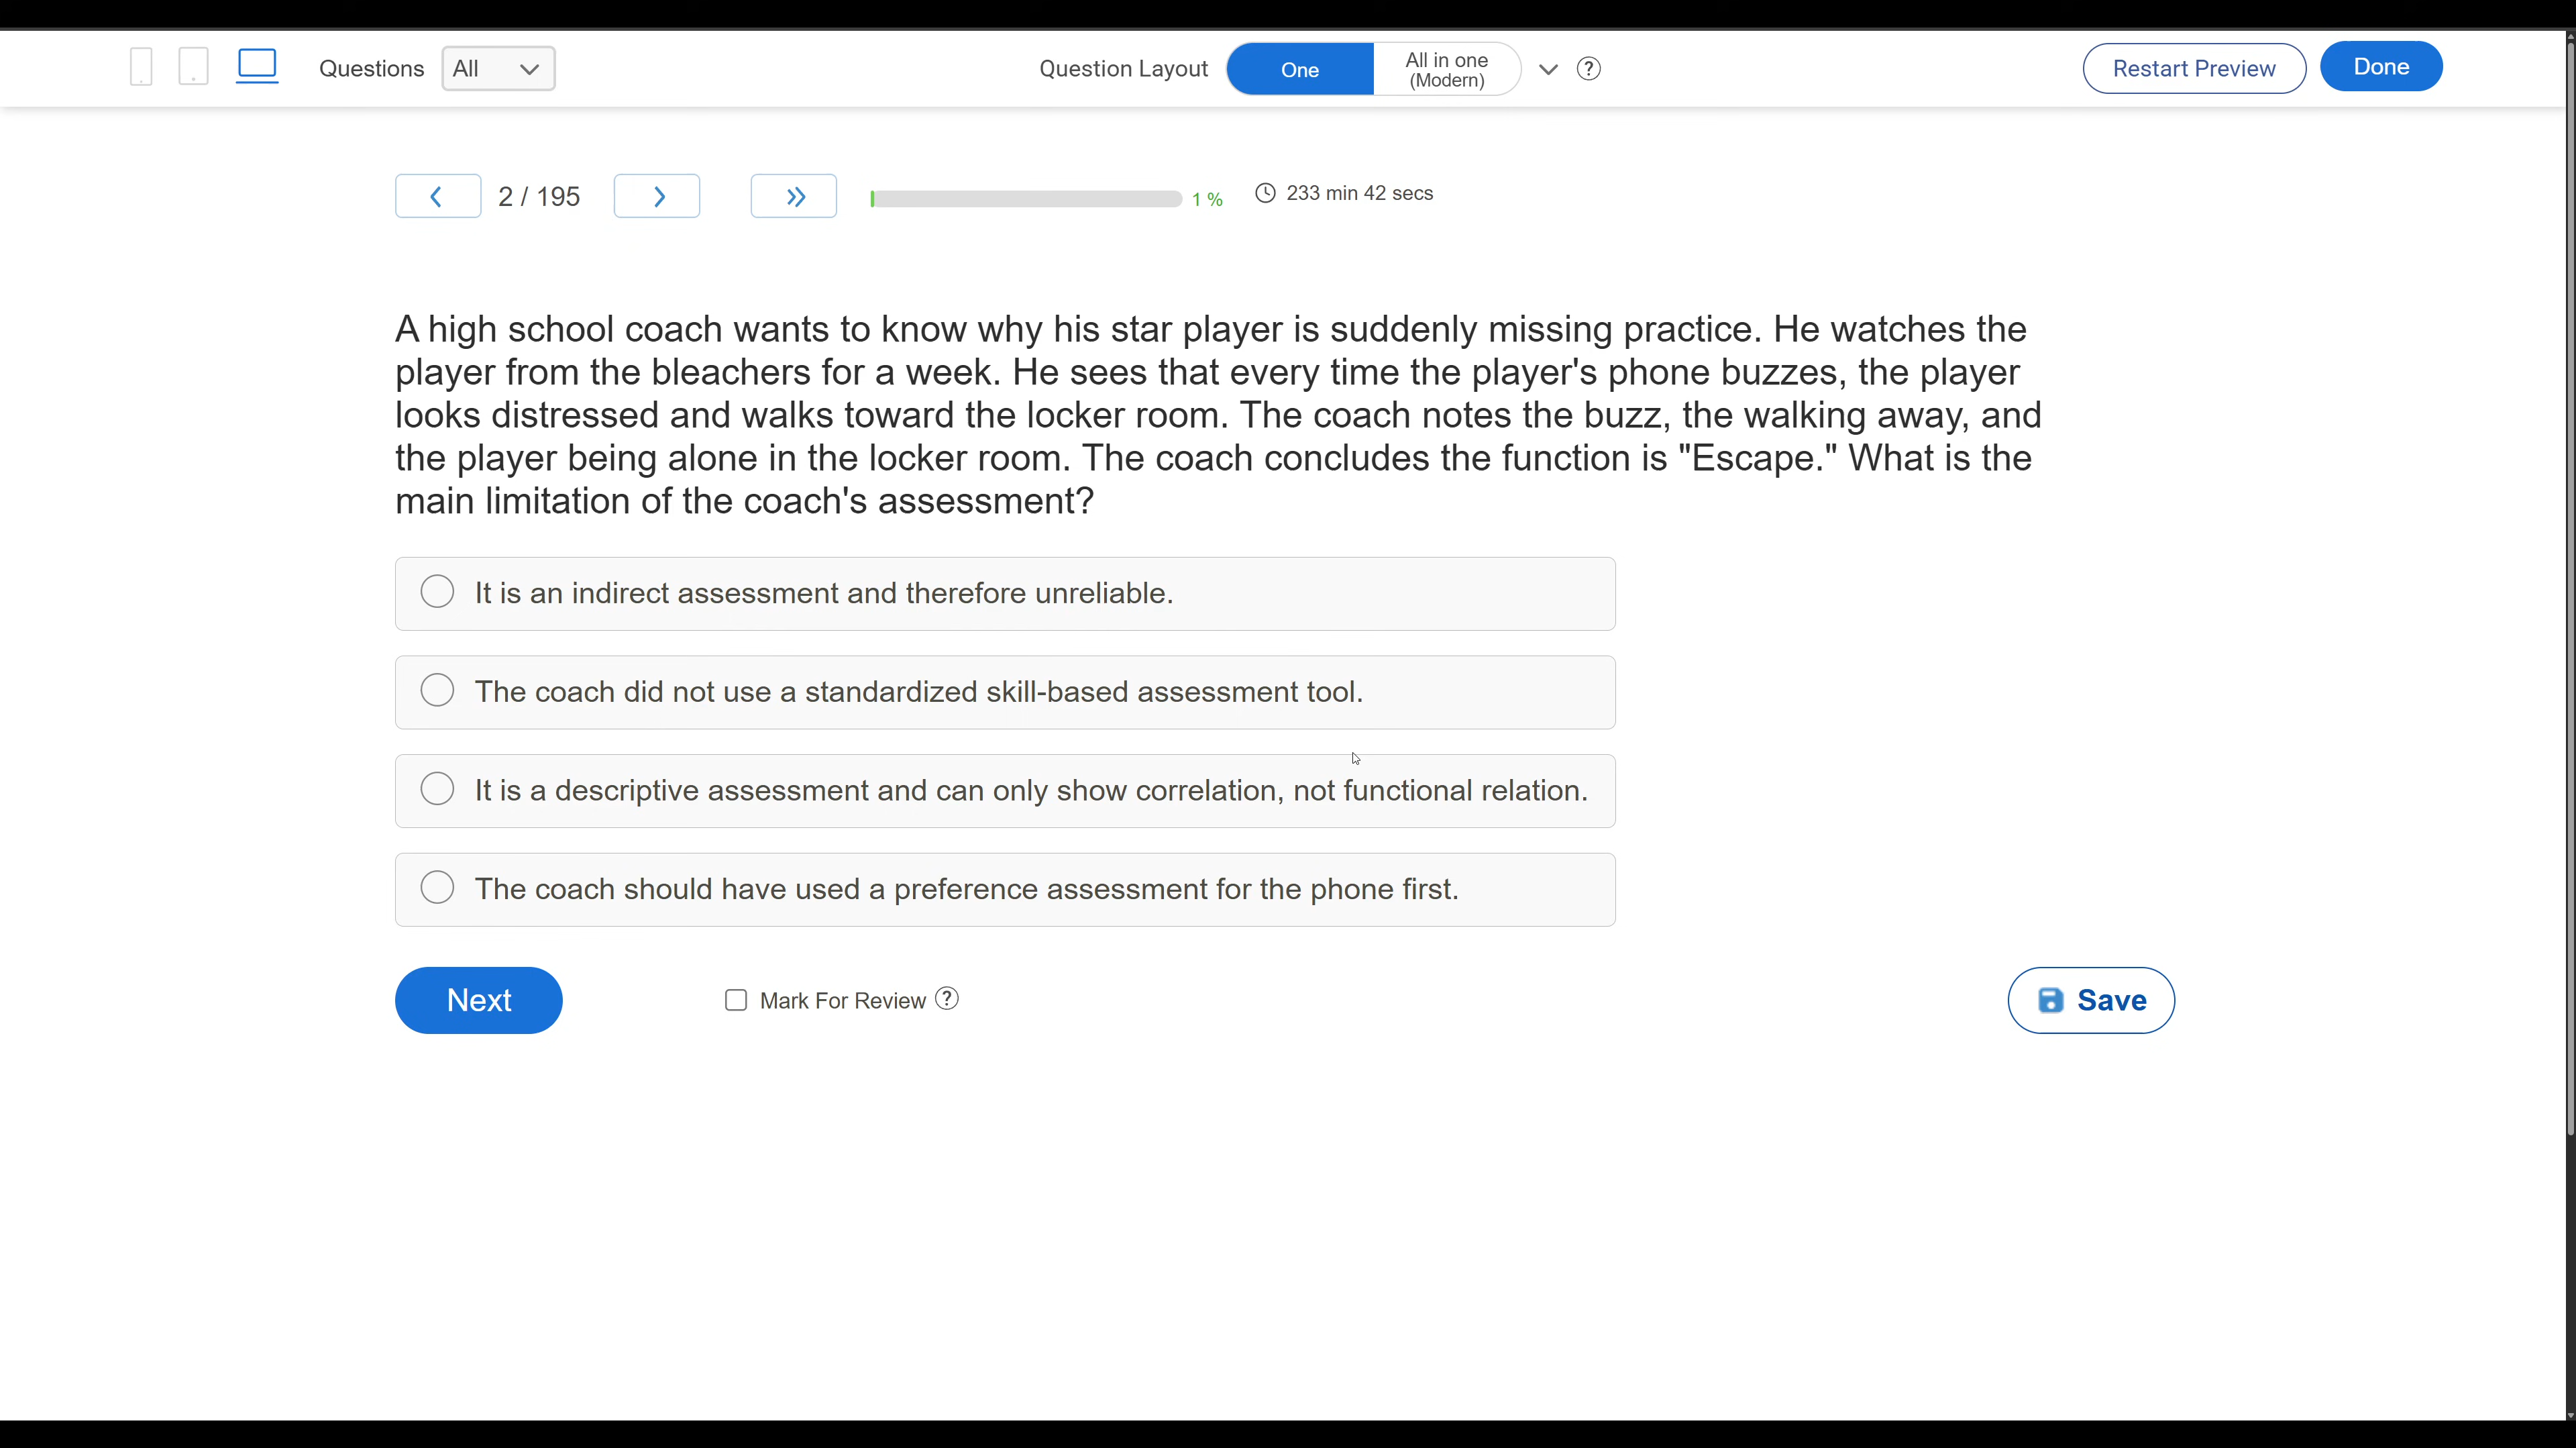 Questions All Question Layout One All in one (Modern) Restart Preview Done
2 / 195 1 % 233 min 42 secs
A high school coach wants to know why his star player is suddenly missing practice. He watches the
player from the bleachers for a week. He sees that every time the player's phone buzzes, the player
looks distressed and walks toward the locker room. The coach notes the buzz, the walking away, and
the player being alone in the locker room. The coach concludes the function is "Escape." What is the
main limitation of the coach's assessment?
It is an indirect assessment and therefore unreliable.
The coach did not use a standardized skill-based assessment tool.
It is a descriptive assessment and can only show correlation, not functional relation.
The coach should have used a preference assessment for the phone first.
Next Mark For Review ? Save